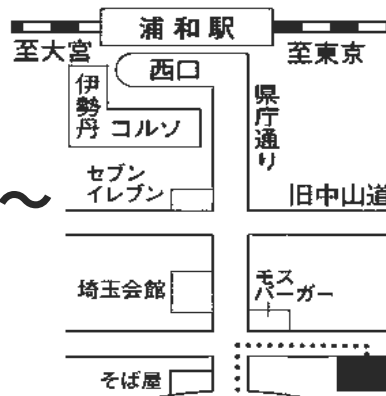 浦和駅
至大宮
至東京
西口
伊勢丹
コルソ
県庁通り
セブン
イレブン
旧中山道
埼玉会館
モス
バーガー
そば屋